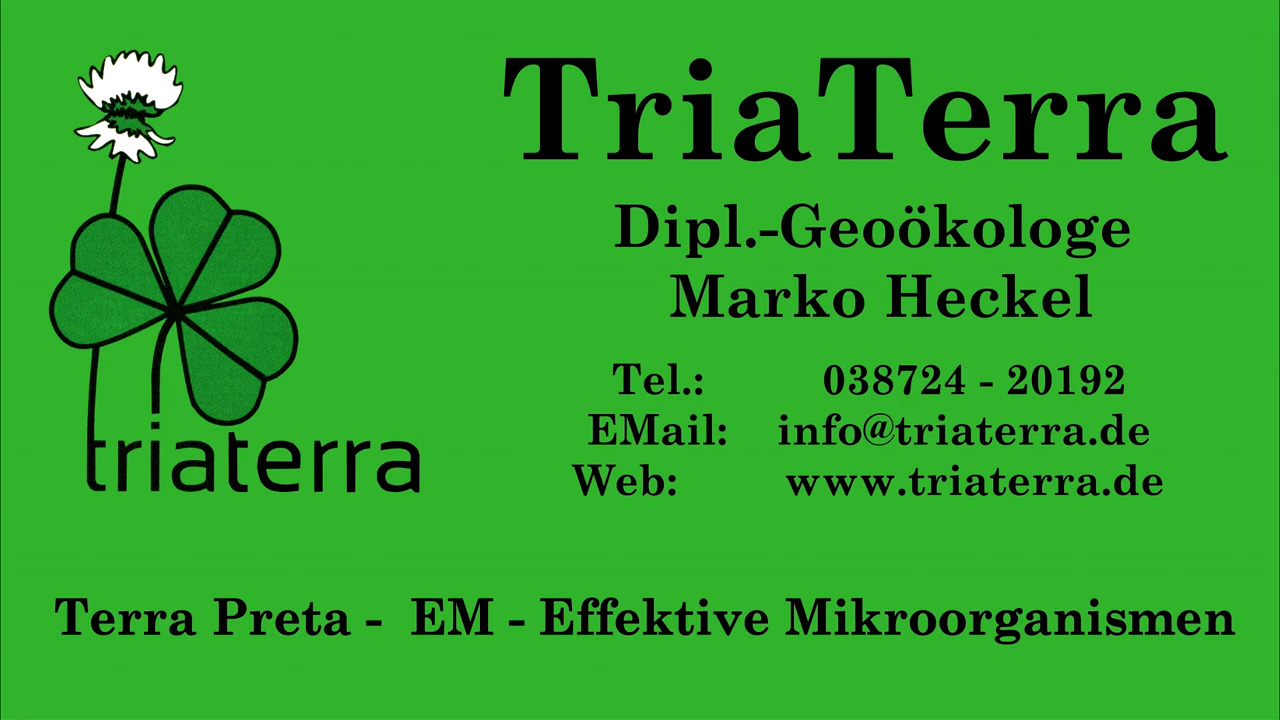 TriaTerra
Dipl.-Geoökologe
Marko Heckel
Tel.: 038724 - 20192
EMail: info@triaterra.de
Web: www.triaterra.de
triaterra
Terra Preta - EM - Effektive Mikroorganismen